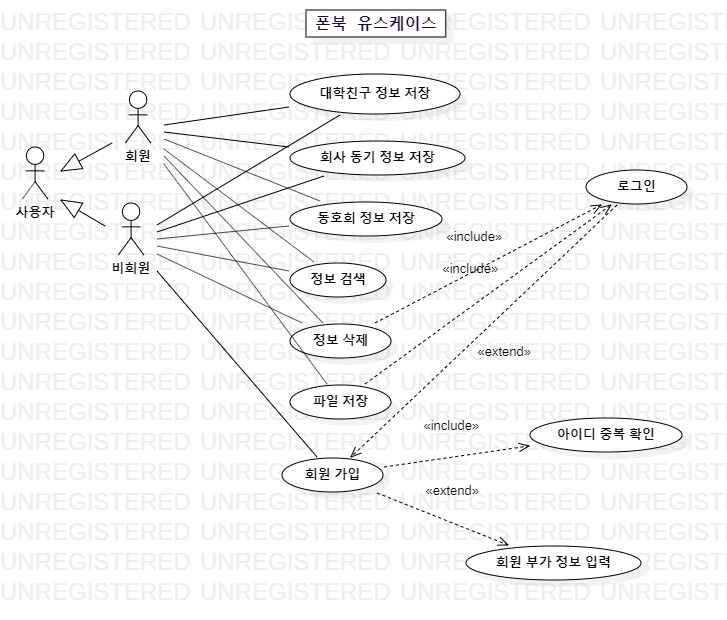 폰북 유스케이스
대학친구 정보 저장
회원
회사 동기 정보 저장
사용자
로그인
동호회 정보 저장
비회원
«include»
«include»
정보 검색
정보 삭제
«extend»
파일 저장
«include»
아이디 중복 확인
회원 가입
«extend»
회원 부가 정보 입력
UNREGISTERED